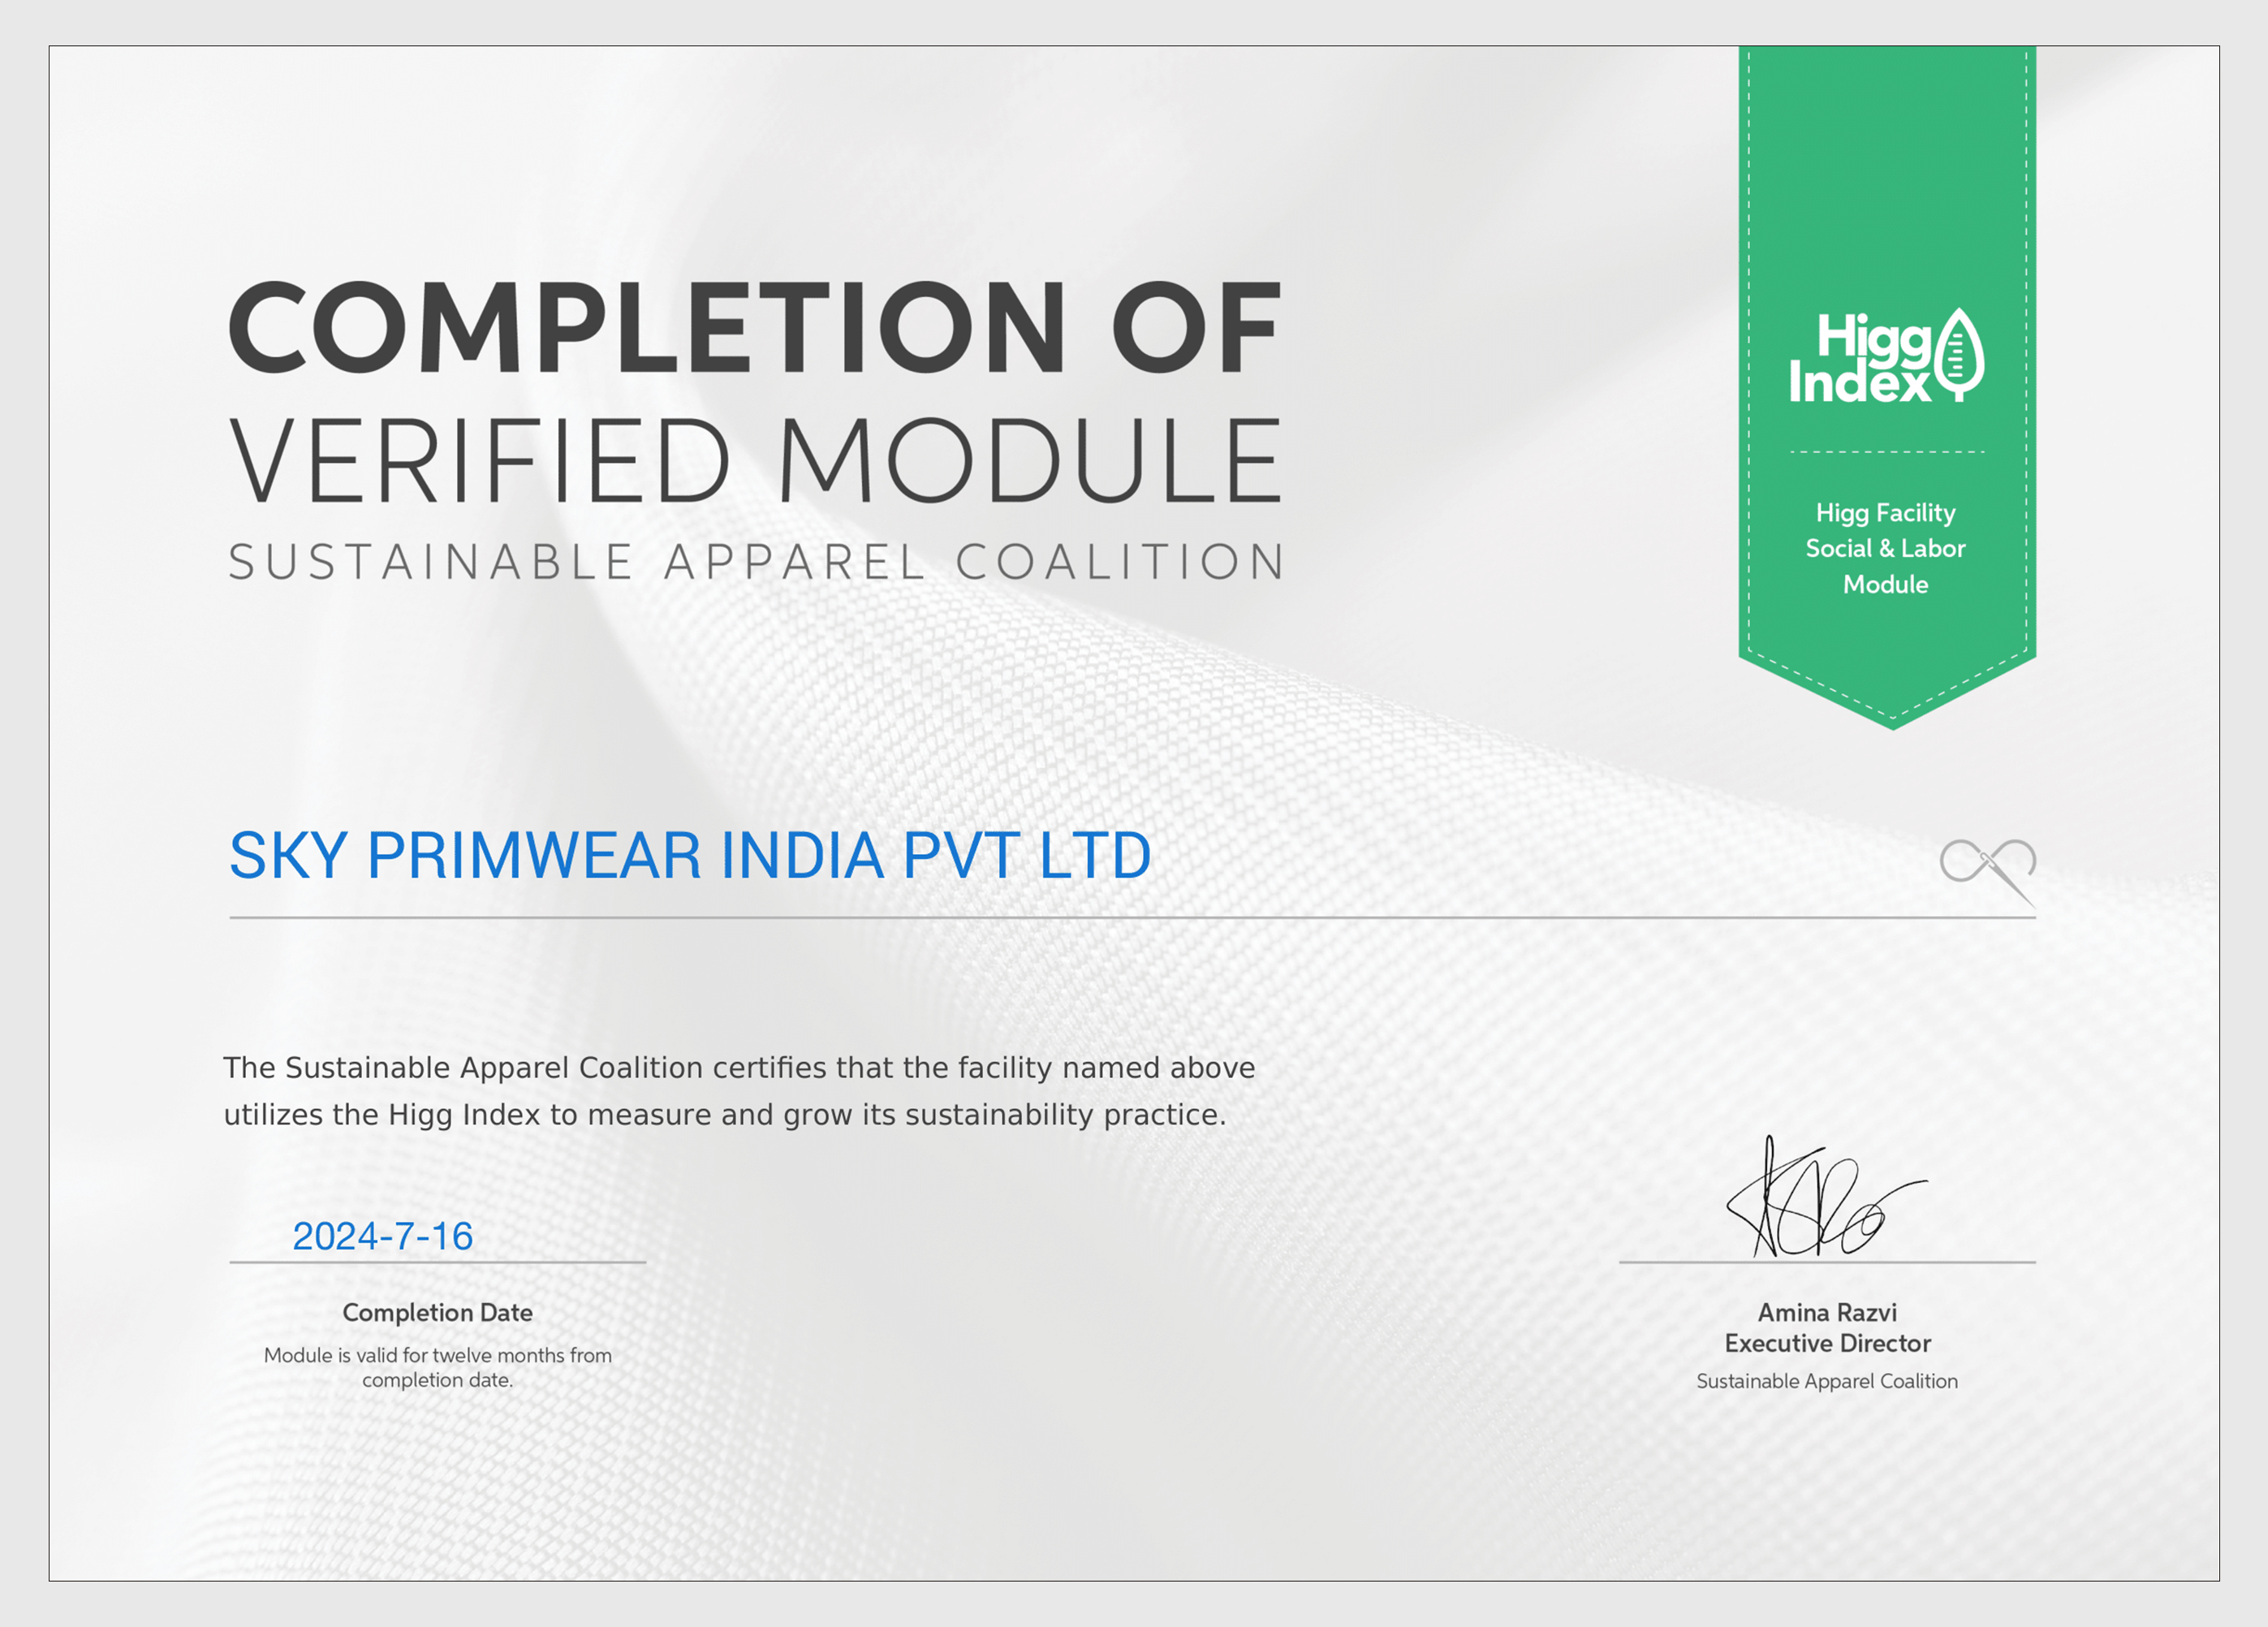 COMPLETION OF
VERIFIED MODULE
SUSTAINABLE APPAREL COALITION
Higg
Index
Higg Facility
Social & Labor
Module
SKY PRIMWEAR INDIA PVT LTD
The Sustainable Apparel Coalition certifies that the facility named above
utilizes the Higg Index to measure and grow its sustainability practice.
2024-7-16
Completion Date
Module is valid for twelve months from
completion date.
Amina Razvi
Executive Director
Sustainable Apparel Coalition